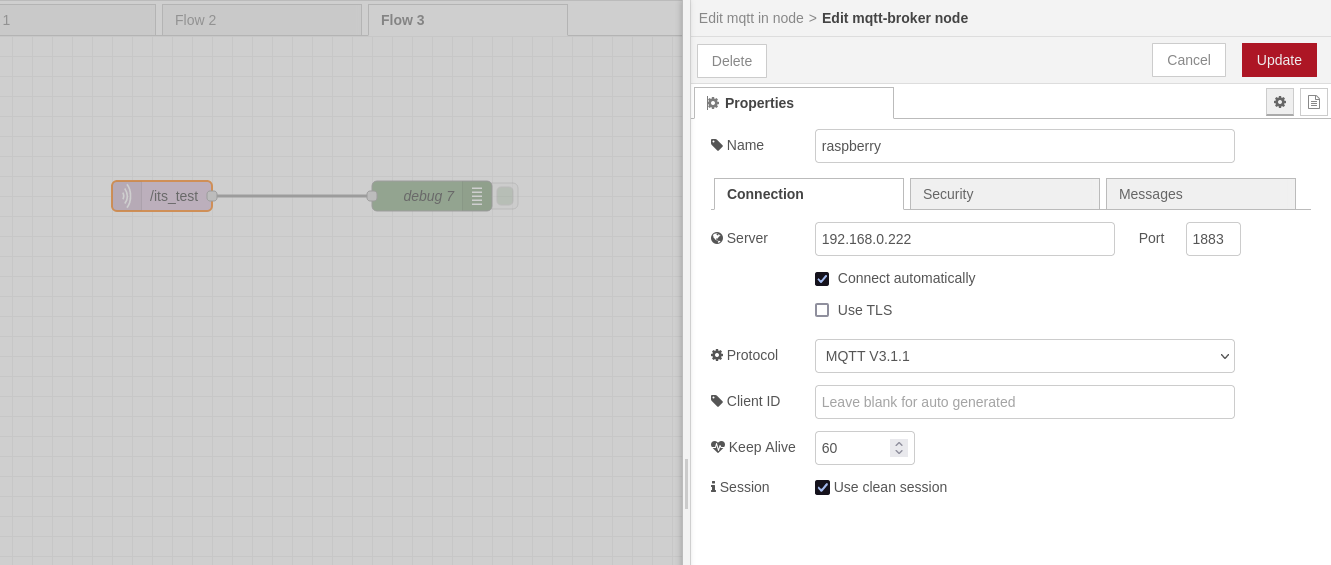 1
Flow 2
Flow 3
Edit mqtt in node > Edit mqtt-broker node
Delete
Cancel
Update
Properties
Name
raspberry
/its_test
debug 7
Connection
Security
Messages
Server
192.168.0.222
Port
1883
Connect automatically
Use TLS
Protocol
MQTT V3.1.1
Client ID
Leave blank for auto generated
Keep Alive
60
Session
Use clean session